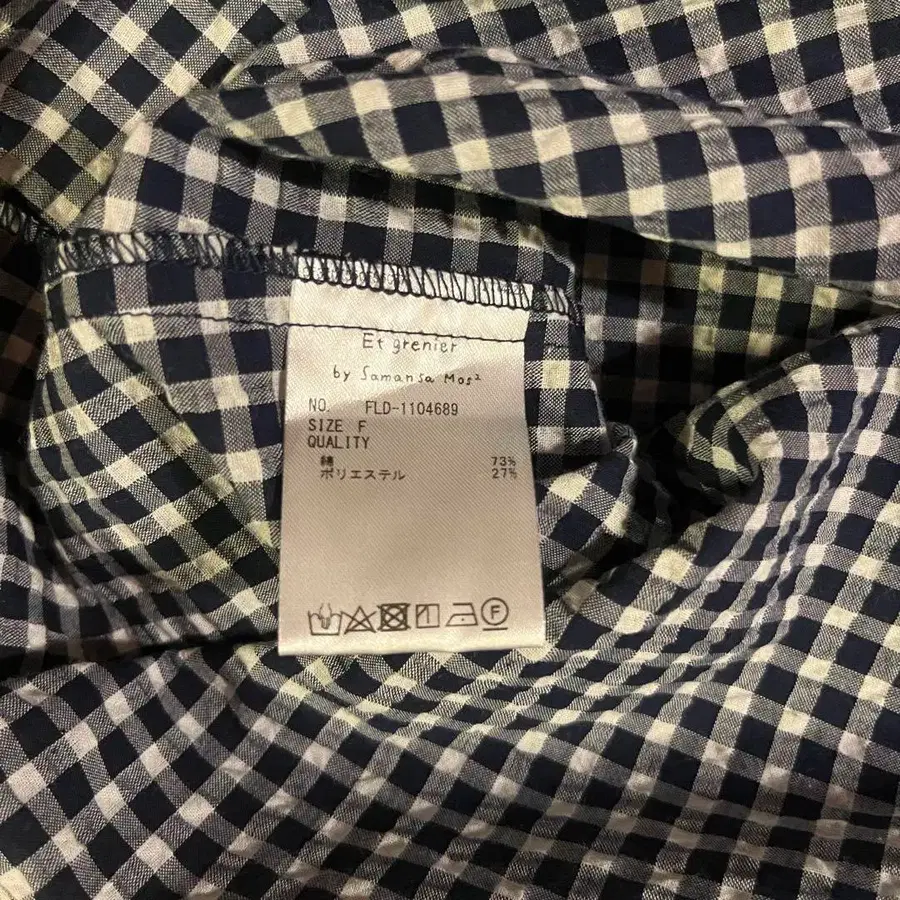 Et grenier
by Samansa Mos2
NO. FLD-1104689
SIZE F
QUALITY
綿 73%
ポリエステル 27%
F